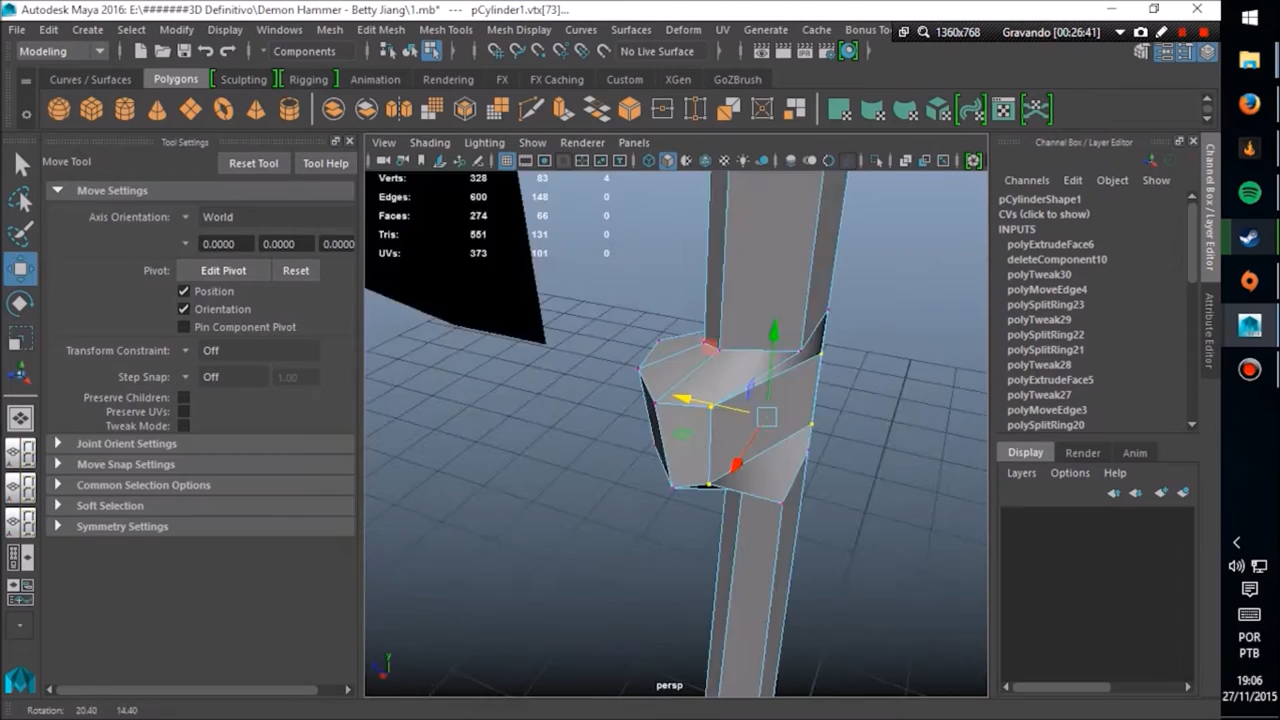 Autodesk Maya 2016: E:\#######3D Definitivo\Demon Hammer - Betty Jiang\1.mb* --- pCylinder1.vtx[73]...
File Edit Create Select Modify Display Windows Mesh Edit Mesh Mesh Tools Mesh Display Curves Surfaces Deform UV Generate Cache Bonus To
1360x768 Gravando [00:26:41]
Modeling Components No Live Surface
Curves / Surfaces Polygons Sculpting Rigging Animation Rendering FX FX Caching Custom XGen GoZBrush
Tool Settings
Move Tool Reset Tool Tool Help
Move Settings
Axis Orientation: World
0.0000 0.0000 0.0000
Pivot: Edit Pivot Reset
Position
Orientation
Pin Component Pivot
Transform Constraint: Off
Step Snap: Off 1.00
Preserve Children:
Preserve UVs:
Tweak Mode:
Joint Orient Settings
Move Snap Settings
Common Selection Options
Soft Selection
Symmetry Settings
Rotation: 20.40 14.40
View Shading Lighting Show Renderer Panels
Verts: 328 83 4
Edges: 600 148 0
Faces: 274 66 0
Tris: 551 131 0
UVs: 373 101 0
y
persp
Channel Box / Layer Editor
Channels Edit Object Show
pCylinderShape1
CVs (click to show)
INPUTS
polyExtrudeFace6
deleteComponent10
polyTweak30
polyMoveEdge4
polySplitRing23
polyTweak29
polySplitRing22
polySplitRing21
polyTweak28
polyExtrudeFace5
polyTweak27
polyMoveEdge3
polySplitRing20
Display Render Anim
Layers Options Help
Channel Box / Layer Editor
Attribute Editor
POR
PTB
19:06
27/11/2015